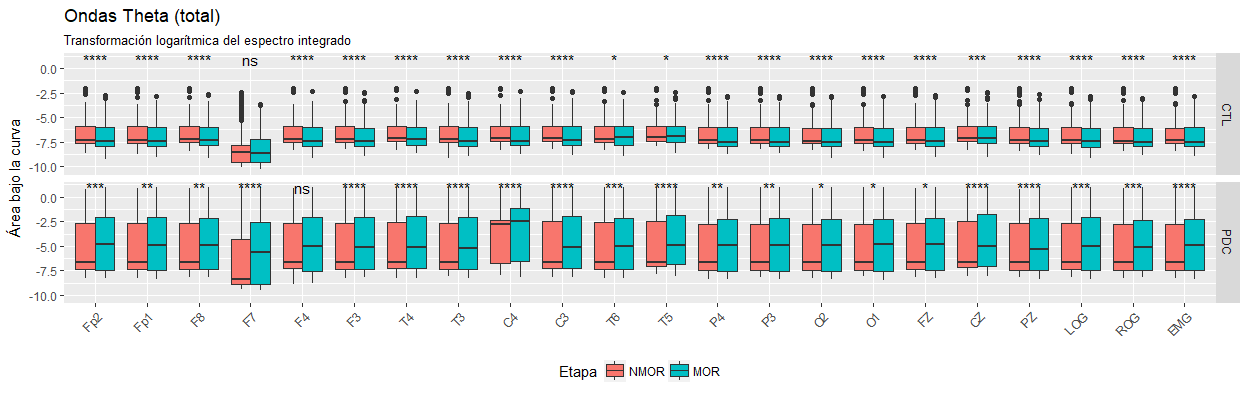 Ondas Theta (total)
Transformación logarítmica del espectro integrado
**** **** **** ns **** **** **** **** **** **** * * **** **** **** **** **** *** **** **** **** ****
0.0
-2.5
-5.0
-7.5
-10.0
CTL
*** ** ** **** ns **** **** **** **** **** *** **** ** ** * * * **** **** *** *** ****
0.0
-2.5
-5.0
-7.5
-10.0
PDC
Área bajo la curva
Fp2 Fp1 F8 F7 F4 F3 T4 T3 C4 C3 T6 T5 P4 P3 O2 O1 FZ CZ PZ LOG ROG EMG
Etapa NMOR MOR